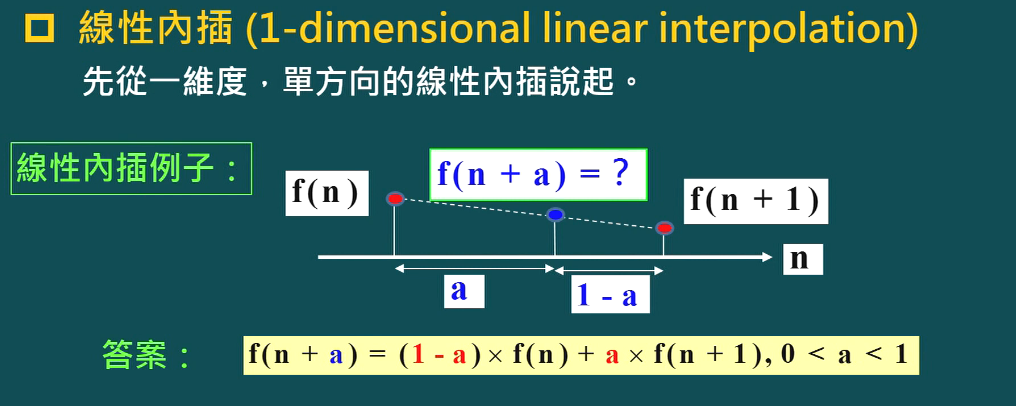 線性內插 (1-dimensional linear interpolation)
先從一維度，單方向的線性內插說起。
線性內插例子：
f(n)
f(n + a) = ?
f(n + 1)
n
a
1 - a
答案：
f(n + a) = (1 - a) × f(n) + a × f(n + 1), 0 < a < 1